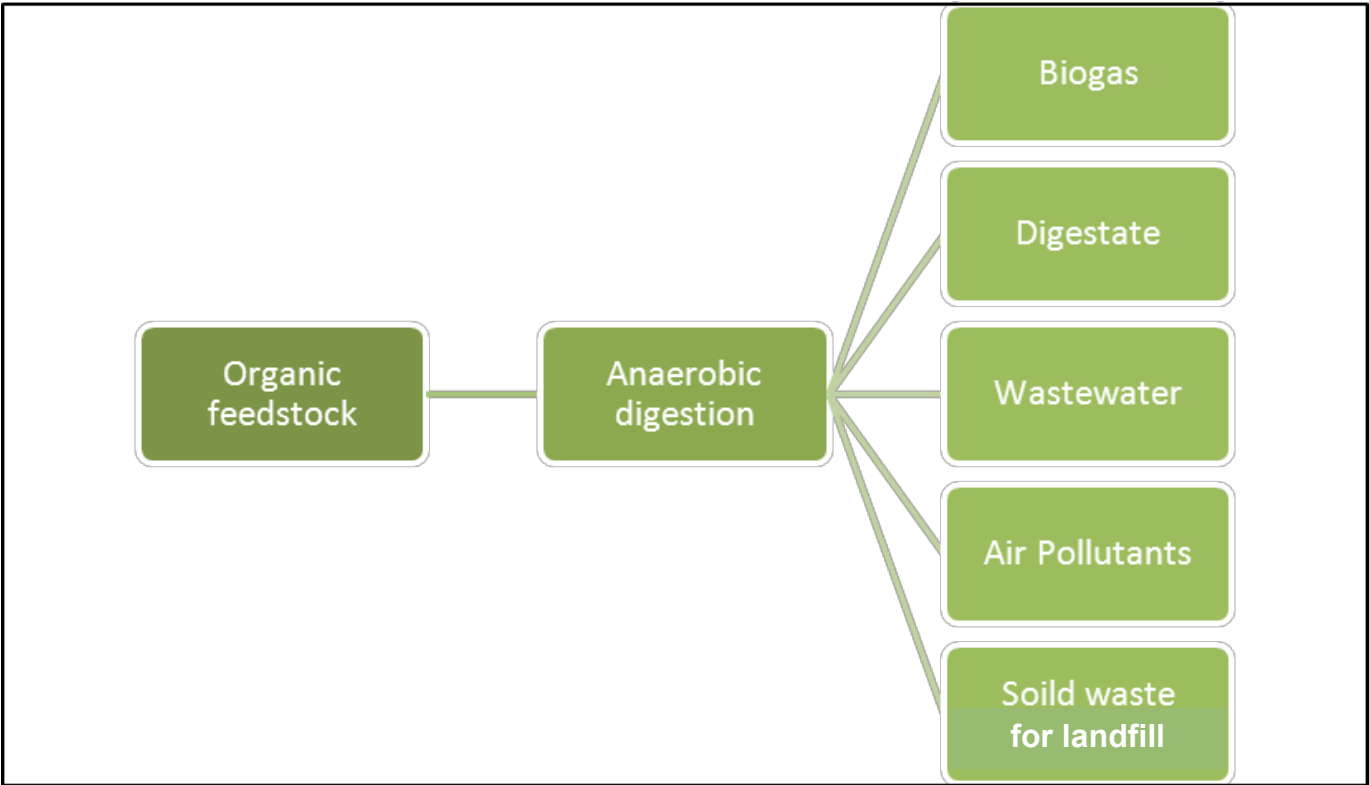 Organic
feedstock
Anaerobic
digestion
Biogas
Digestate
Wastewater
Air Pollutants
Soild waste
for landfill